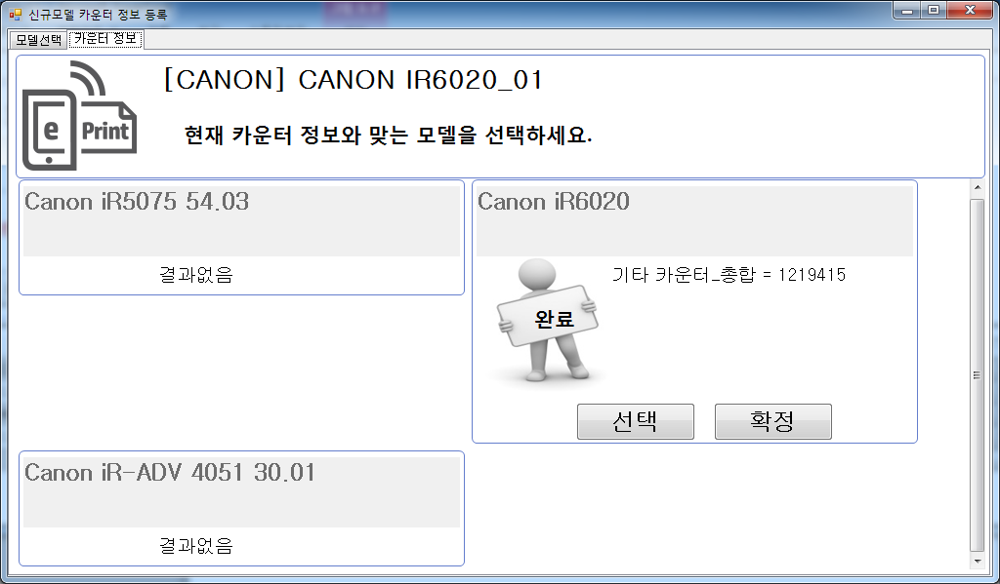 신규모델 카운터 정보 등록
모델선택 카운터 정보
[CANON] CANON IR6020_01
e Print
현재 카운터 정보와 맞는 모델을 선택하세요.
Canon iR5075 54.03
결과없음
Canon iR6020
기타 카운터_총합 = 1219415
완료
선택 확정
Canon iR-ADV 4051 30.01
결과없음